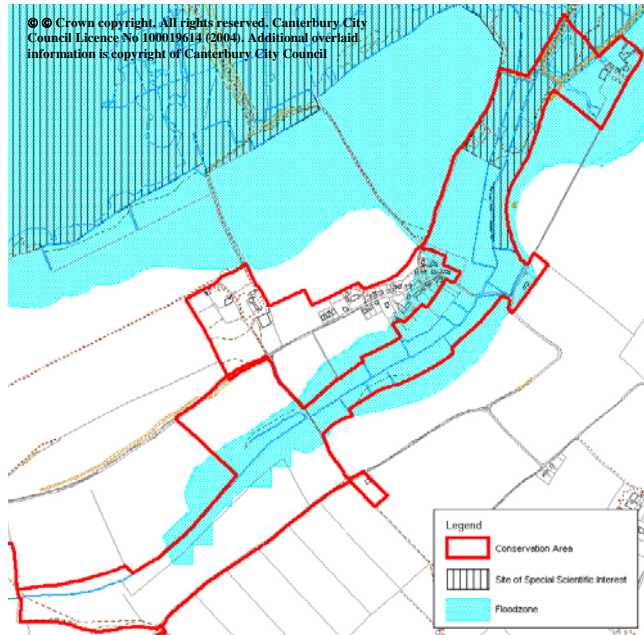 © © Crown copyright. All rights reserved. Canterbury City
Council Licence No 100019614 (2004). Additional overlaid
information is copyright of Canterbury City Council
Legend
Conservation Area
Site of Special Scientific Interest
Floodzone